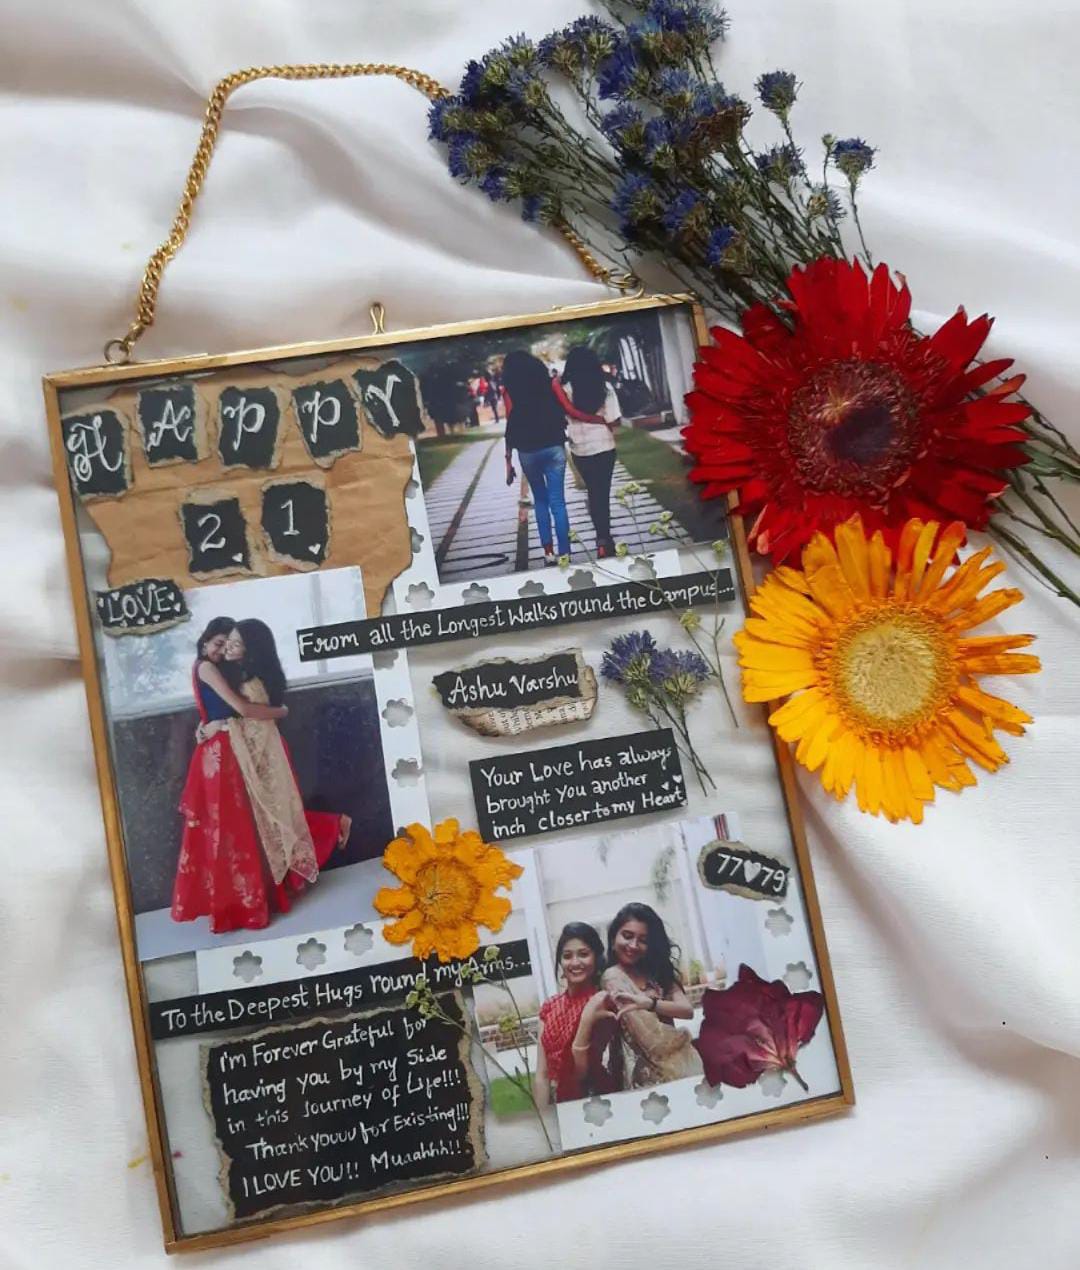 HAPPY
21
LOVE
From all the Longest Walks round the Campus....
Ashu Varshu
Your Love has always
brought you another
inch closer to my Heart
77♥79
To the Deepest Hugs round my Arms...
I'm Forever Grateful for
having you by my Side
in this Journey of Life!!!
Thankyouuu for Existing!!!
I LOVE YOU!! Muaahhh!!